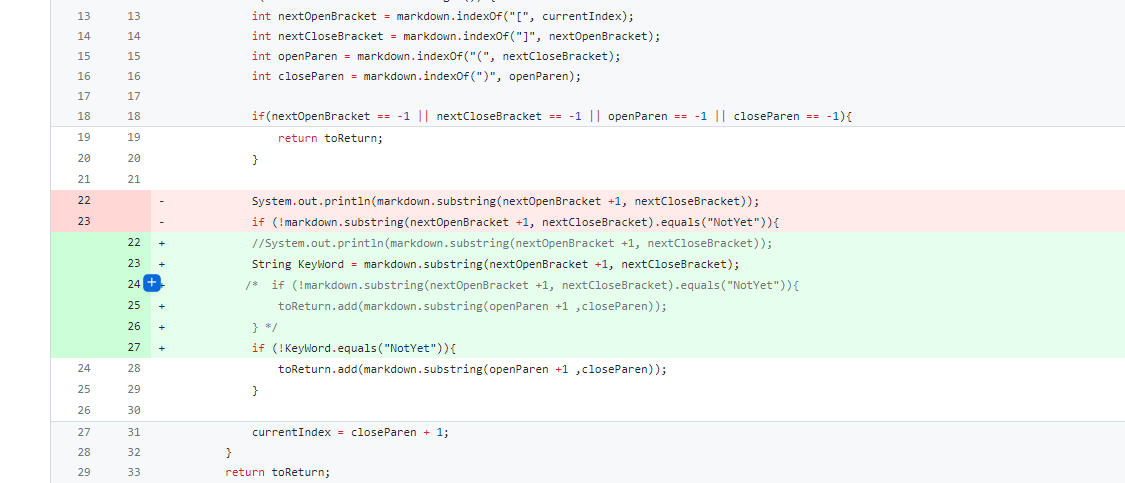 13 13 int nextOpenBracket = markdown.indexOf("[", currentIndex);
14 14 int nextCloseBracket = markdown.indexOf("]", nextOpenBracket);
15 15 int openParen = markdown.indexOf("(", nextCloseBracket);
16 16 int closeParen = markdown.indexOf(")", openParen);
17 17
18 18 if(nextOpenBracket == -1 || nextCloseBracket == -1 || openParen == -1 || closeParen == -1){
19 19 return toReturn;
20 20 }
21 21
22 - System.out.println(markdown.substring(nextOpenBracket +1, nextCloseBracket));
23 - if (!markdown.substring(nextOpenBracket +1, nextCloseBracket).equals("NotYet")){
22 + //System.out.println(markdown.substring(nextOpenBracket +1, nextCloseBracket));
23 + String KeyWord = markdown.substring(nextOpenBracket +1, nextCloseBracket);
24 + /* if (!markdown.substring(nextOpenBracket +1, nextCloseBracket).equals("NotYet")){
25 + toReturn.add(markdown.substring(openParen +1 ,closeParen));
26 + } */
27 + if (!KeyWord.equals("NotYet")){
24 28 toReturn.add(markdown.substring(openParen +1 ,closeParen));
25 29 }
26 30
27 31 currentIndex = closeParen + 1;
28 32 }
29 33 return toReturn;